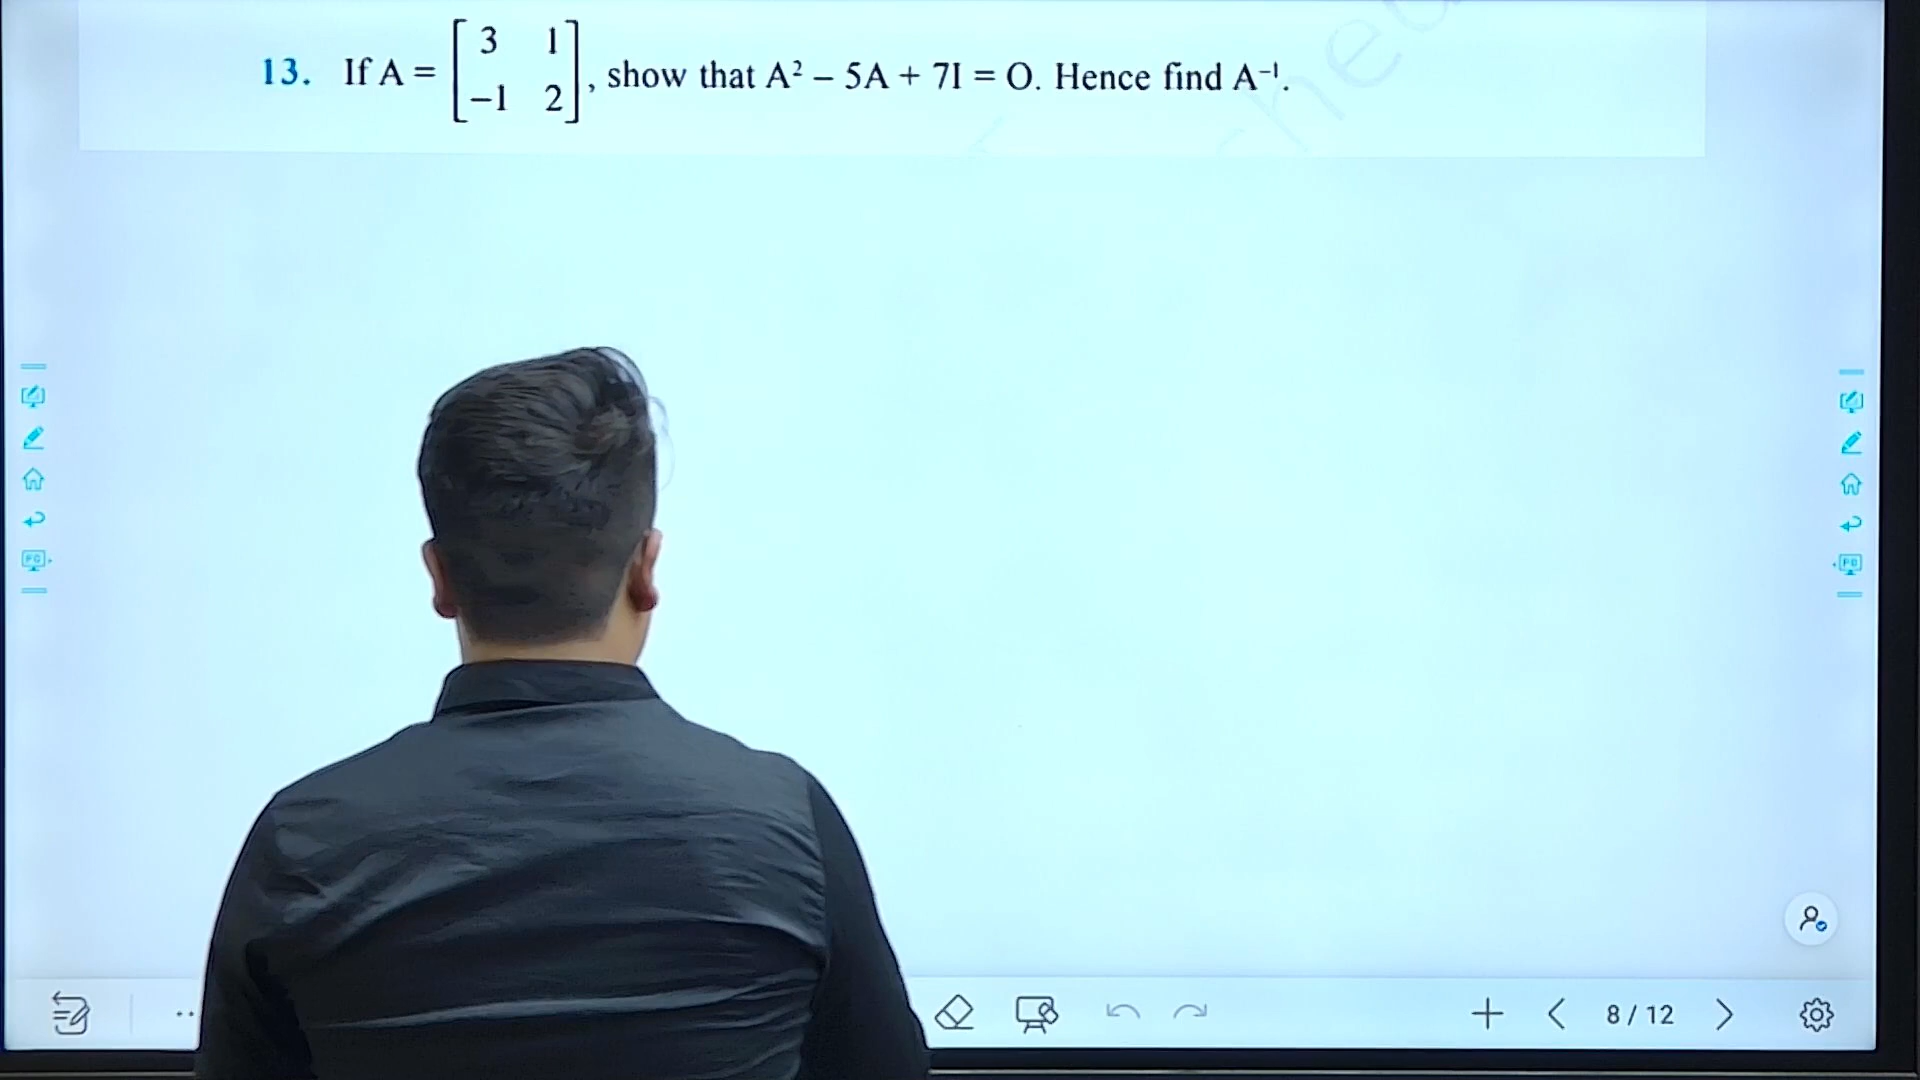 13. If A = [3 1; −1 2], show that A² − 5A + 7I = O. Hence find A⁻¹.
8 / 12